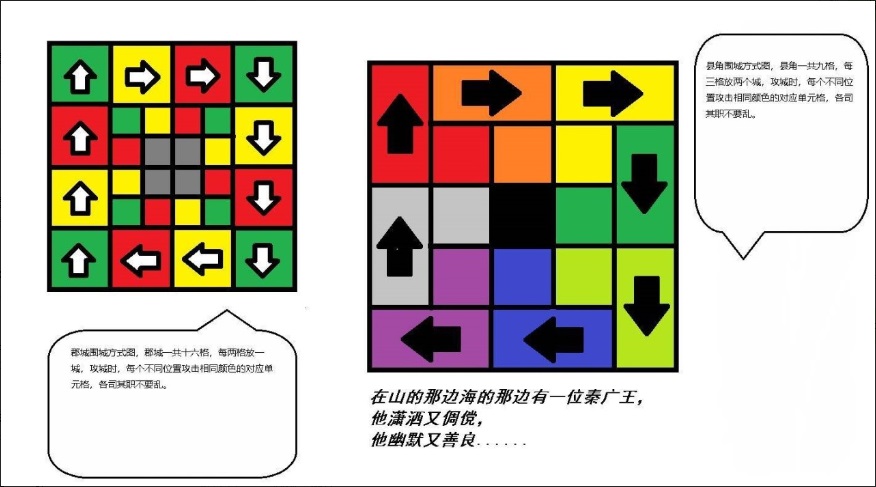 郡城围城方式图，郡城一共十六格，每两格放一
城，攻城时，每个不同位置攻击相同颜色的对应单
元格，各司其职不要乱。
县角围城方式图，县角一共九格，每
三格放两个城，攻城时，每个不同位
置攻击相同颜色的对应单元格，各司
其职不要乱。
在山的那边海的那边有一位秦广王，
他潇洒又倜傥，
他幽默又善良......